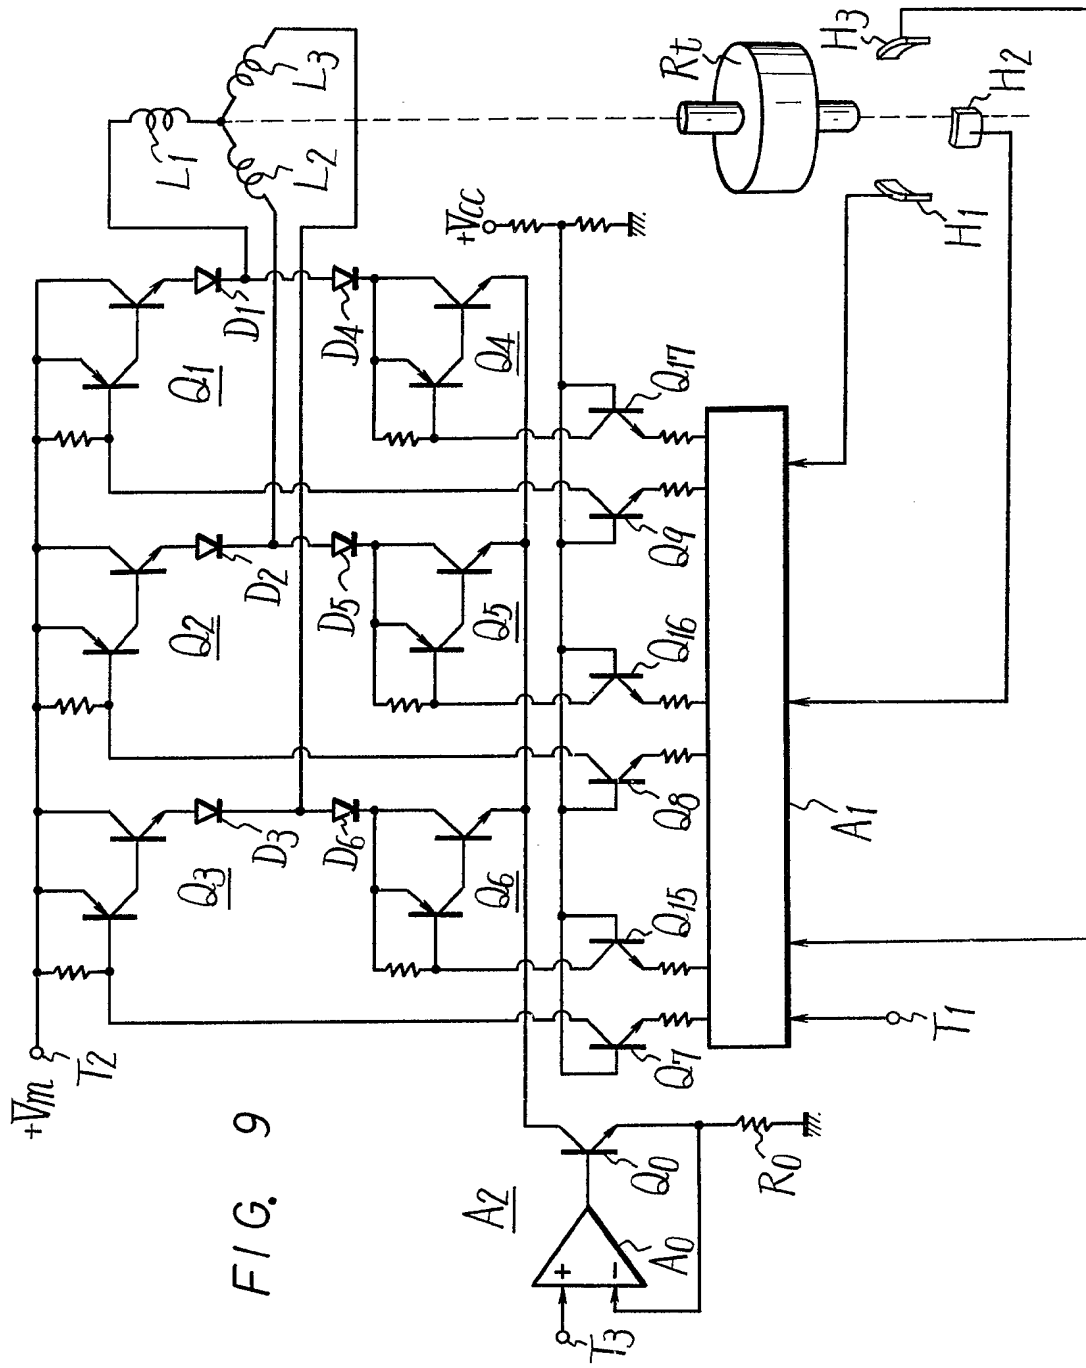 FIG. 9
+Vm
T2
Q3
Q2
Q1
D3
D2
D1
L1
L2
L3
D6
D5
D4
Q6
Q5
Q4
+Vcc
Rt
A2
T3
+
−
A0
Q0
R0
Q7
Q15
Q8
Q16
Q9
Q17
A1
T1
H1
H2
H3